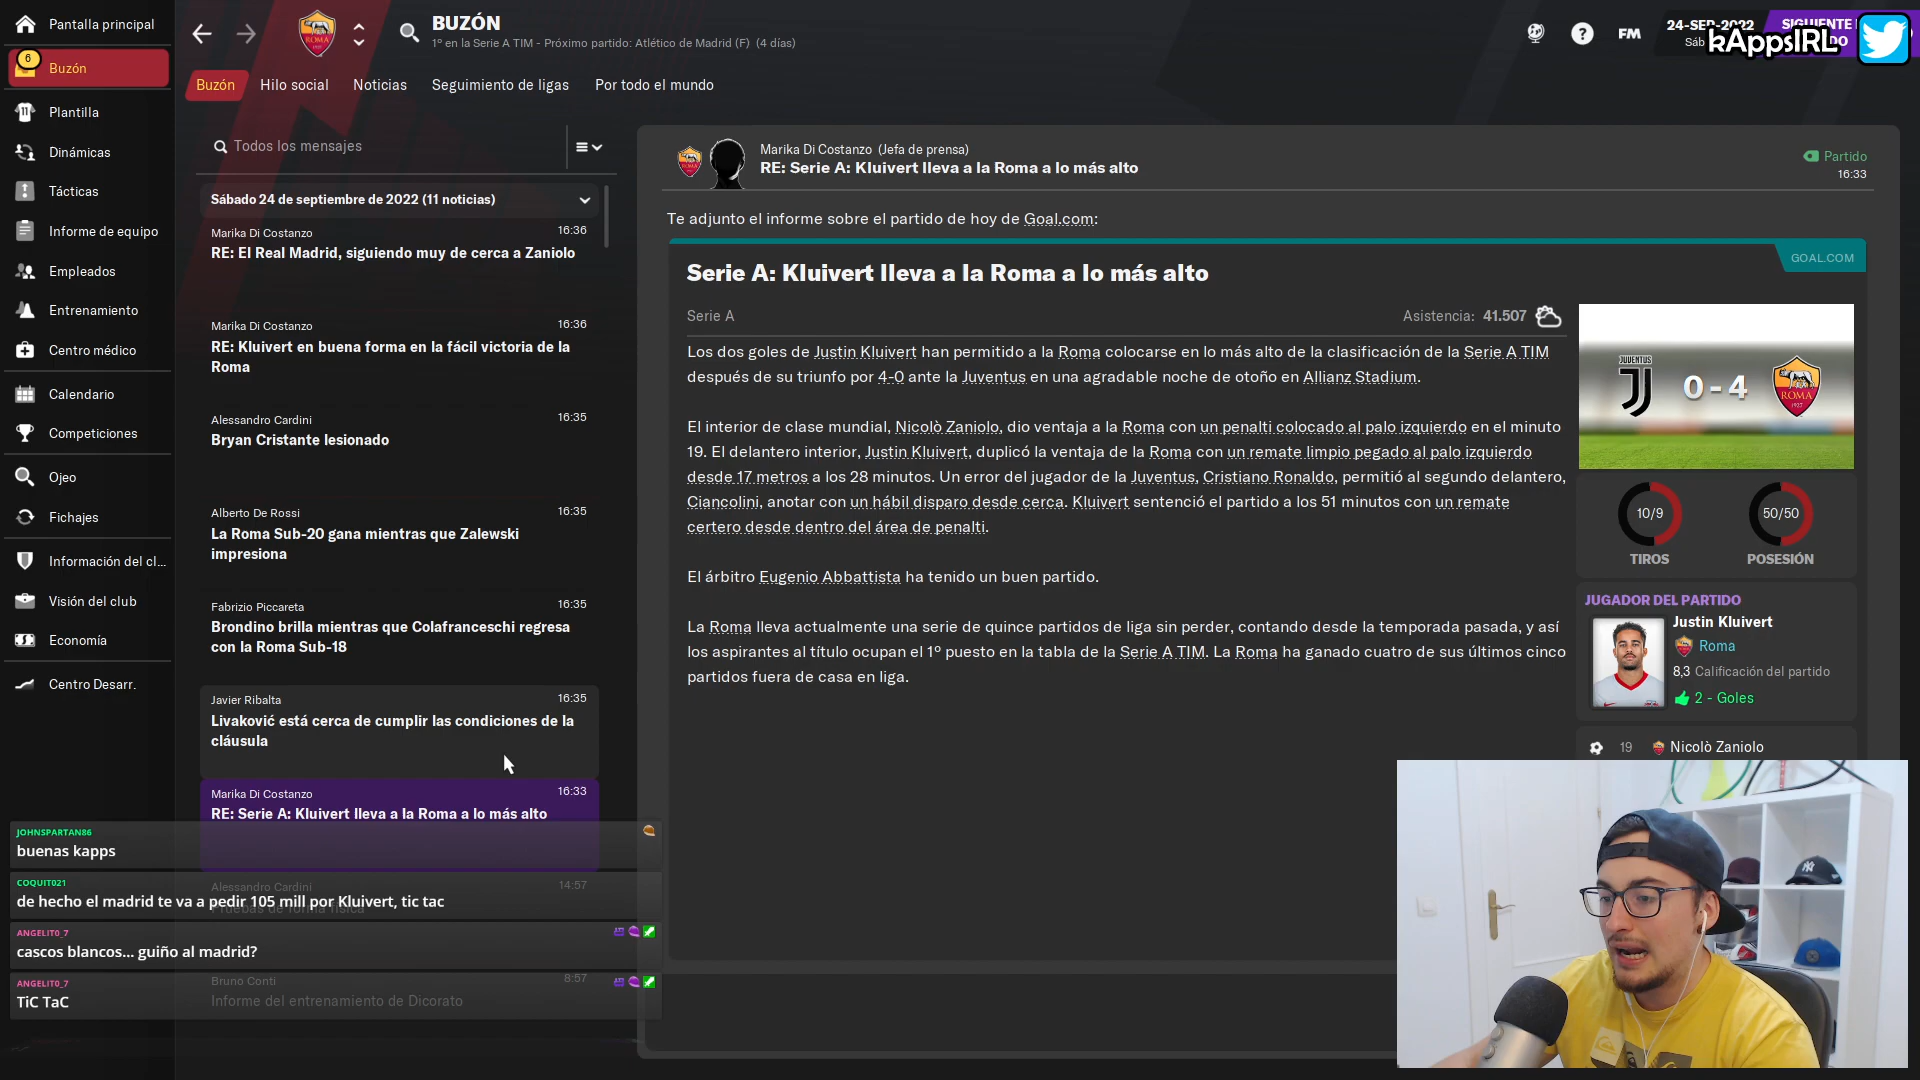 Pantalla principal
6
Buzón
Plantilla
Dinámicas
Tácticas
Informe de equipo
Empleados
Entrenamiento
Centro médico
Calendario
Competiciones
Ojeo
Fichajes
Información del cl...
Visión del club
Economía
Centro Desarr.
ROMA
BUZÓN
1º en la Serie A TIM - Próximo partido: Atlético de Madrid (F) (4 días)
FM
24-SEP-2022
Sáb
SIGUIENTE
kAppsIRL
Buzón
Hilo social
Noticias
Seguimiento de ligas
Por todo el mundo
Todos los mensajes
Sábado 24 de septiembre de 2022 (11 noticias)
Marika Di Costanzo 16:36
RE: El Real Madrid, siguiendo muy de cerca a Zaniolo
Marika Di Costanzo 16:36
RE: Kluivert en buena forma en la fácil victoria de la
Roma
Alessandro Cardini 16:35
Bryan Cristante lesionado
Alberto De Rossi 16:35
La Roma Sub-20 gana mientras que Zalewski
impresiona
Fabrizio Piccareta 16:35
Brondino brilla mientras que Colafranceschi regresa
con la Roma Sub-18
Javier Ribalta 16:35
Livaković está cerca de cumplir las condiciones de la
cláusula
Marika Di Costanzo 16:33
RE: Serie A: Kluivert lleva a la Roma a lo más alto
Alessandro Cardini 14:57
Pruebas de forma física
Bruno Conti 8:57
Informe del entrenamiento de Dicorato
JOHNSPARTAN86
buenas kapps
COQUIT021
de hecho el madrid te va a pedir 105 mill por Kluivert, tic tac
ANGELIT0_7
cascos blancos... guiño al madrid?
ANGELIT0_7
TiC TaC
Marika Di Costanzo (Jefa de prensa)
RE: Serie A: Kluivert lleva a la Roma a lo más alto
Partido
16:33
Te adjunto el informe sobre el partido de hoy de Goal.com:
GOAL.COM
Serie A: Kluivert lleva a la Roma a lo más alto
Serie A
Asistencia: 41.507
Los dos goles de Justin Kluivert han permitido a la Roma colocarse en lo más alto de la clasificación de la Serie A TIM
después de su triunfo por 4-0 ante la Juventus en una agradable noche de otoño en Allianz Stadium.
El interior de clase mundial, Nicolò Zaniolo, dio ventaja a la Roma con un penalti colocado al palo izquierdo en el minuto
19. El delantero interior, Justin Kluivert, duplicó la ventaja de la Roma con un remate limpio pegado al palo izquierdo
desde 17 metros a los 28 minutos. Un error del jugador de la Juventus, Cristiano Ronaldo, permitió al segundo delantero,
Ciancolini, anotar con un hábil disparo desde cerca. Kluivert sentenció el partido a los 51 minutos con un remate
certero desde dentro del área de penalti.
El árbitro Eugenio Abbattista ha tenido un buen partido.
La Roma lleva actualmente una serie de quince partidos de liga sin perder, contando desde la temporada pasada, y así
los aspirantes al título ocupan el 1º puesto en la tabla de la Serie A TIM. La Roma ha ganado cuatro de sus últimos cinco
partidos fuera de casa en liga.
JUVENTUS
0 - 4
ROMA
1927
10/9
TIROS
50/50
POSESIÓN
JUGADOR DEL PARTIDO
Justin Kluivert
Roma
8,3 Calificación del partido
2 - Goles
19 Nicolò Zaniolo